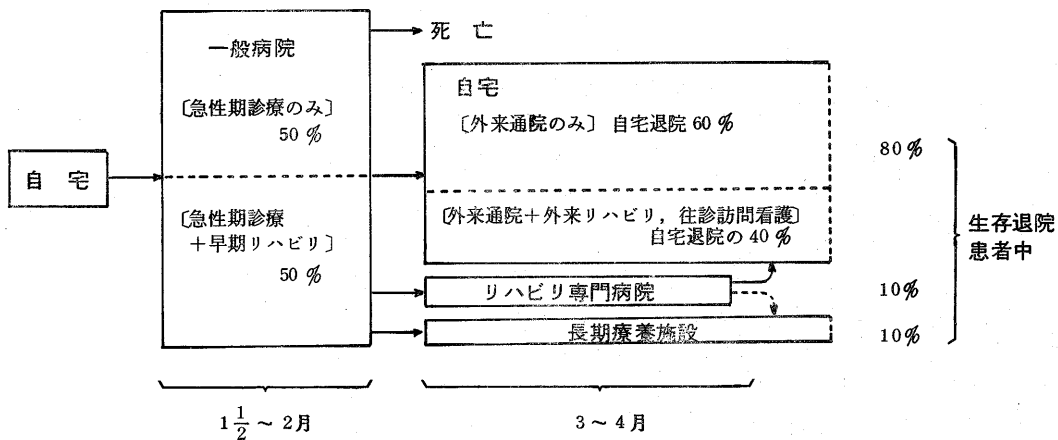 自宅
一般病院
〔急性期診療のみ〕
50%
〔急性期診療
+早期リハビリ〕
50%
死亡
自宅
〔外来通院のみ〕 自宅退院 60%
〔外来通院+外来リハビリ,往診訪問看護〕
自宅退院の 40%
リハビリ専門病院
長期療養施設
80%
10%
10%
生存退院
患者中
1 1/2 ~ 2月
3 ~ 4月